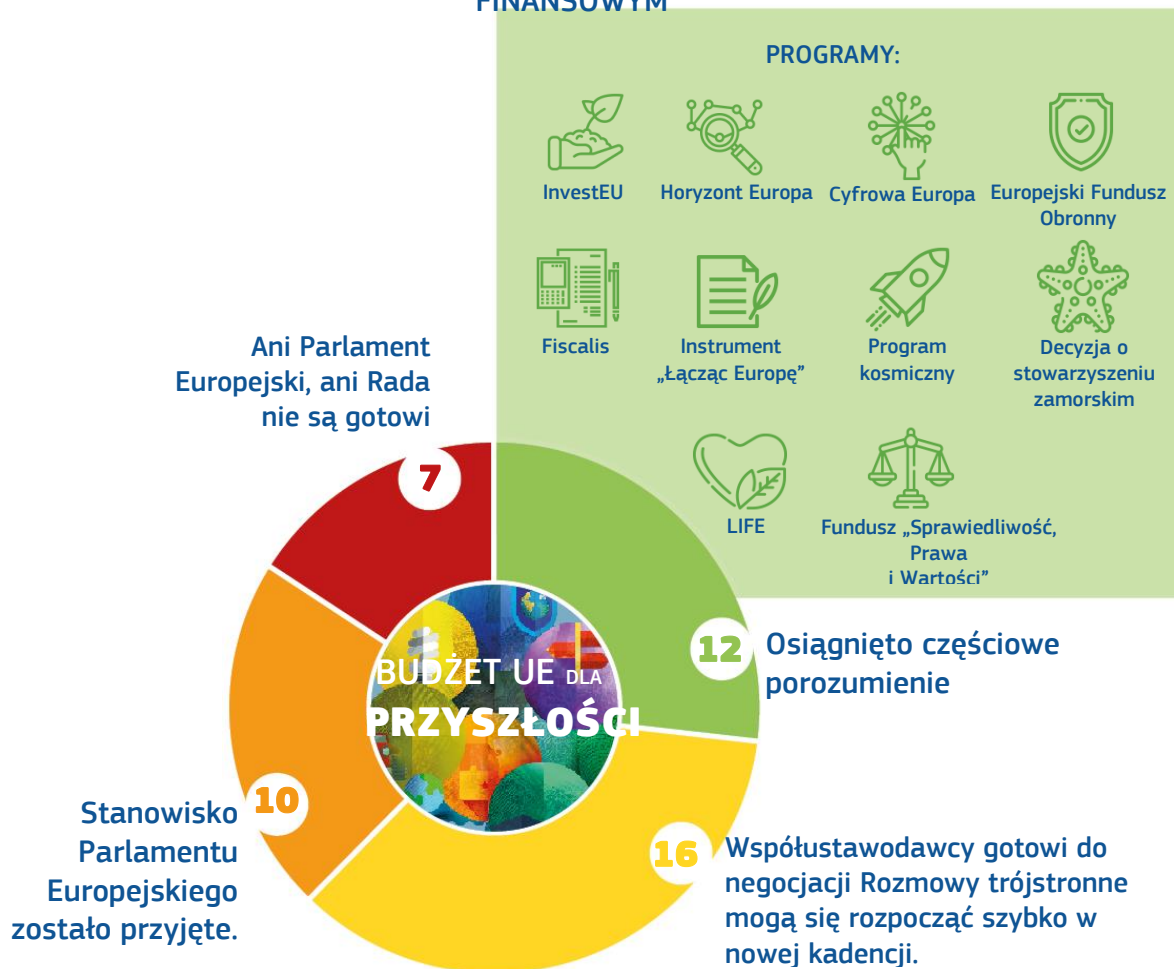 FINANSOWYM
PROGRAMY:
InvestEU
Horyzont Europa
Cyfrowa Europa
Europejski Fundusz
Obronny
Fiscalis
Instrument
„Łącząc Europę”
Program
kosmiczny
Decyzja o
stowarzyszeniu
zamorskim
LIFE
Fundusz „Sprawiedliwość,
Prawa
i Wartości”
Ani Parlament
Europejski, ani Rada
nie są gotowi
7
12
Osiągnięto częściowe
porozumienie
BUDŻET UE DLA
PRZYSZŁOŚCI
10
Stanowisko
Parlamentu
Europejskiego
zostało przyjęte.
16
Współustawodawcy gotowi do
negocjacji Rozmowy trójstronne
mogą się rozpocząć szybko w
nowej kadencji.